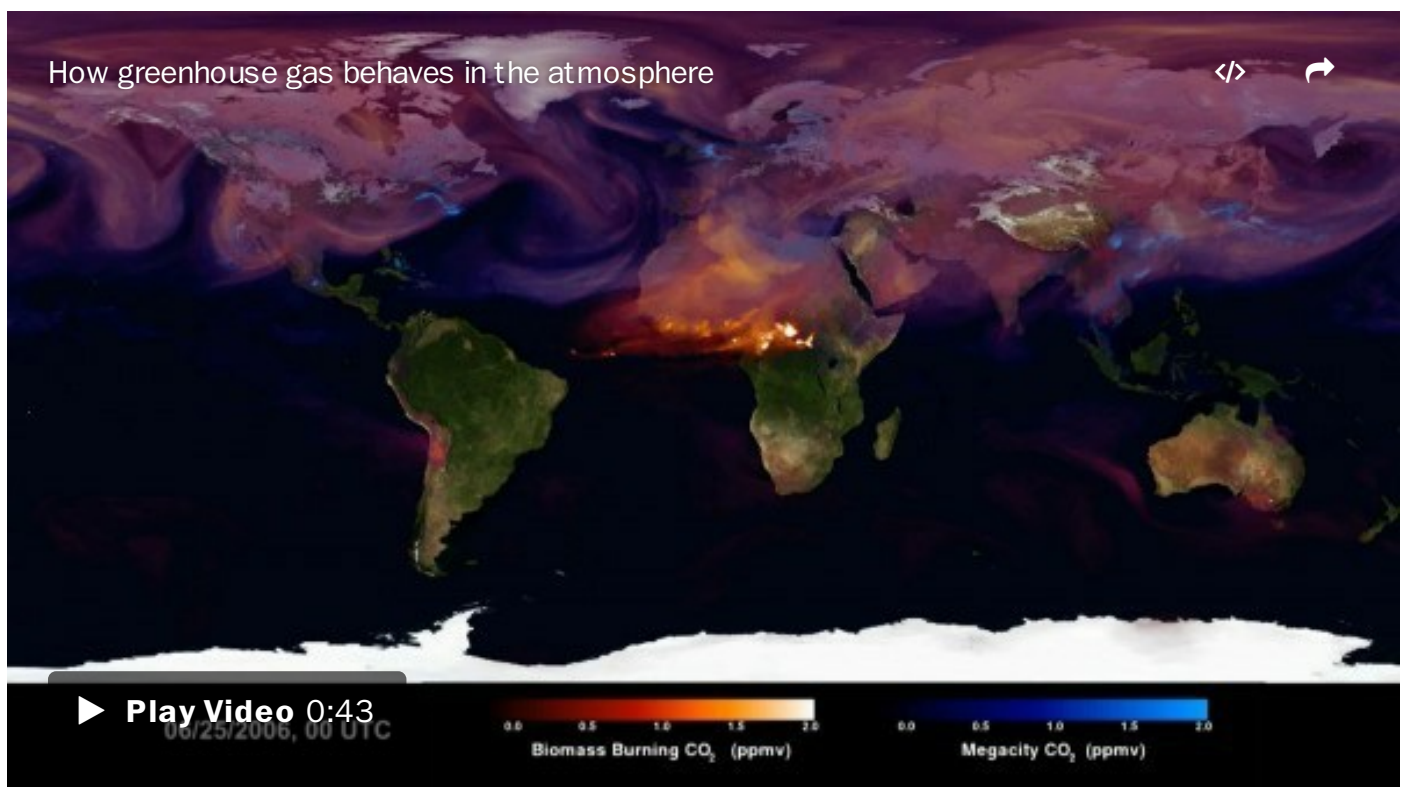 How greenhouse gas behaves in the atmosphere
Play Video 0:43
06/25/2006, 00 UTC
0.0 0.5 1.0 1.5 2.0
Biomass Burning CO₂ (ppmv)
0.0 0.5 1.0 1.5 2.0
Megacity CO₂ (ppmv)